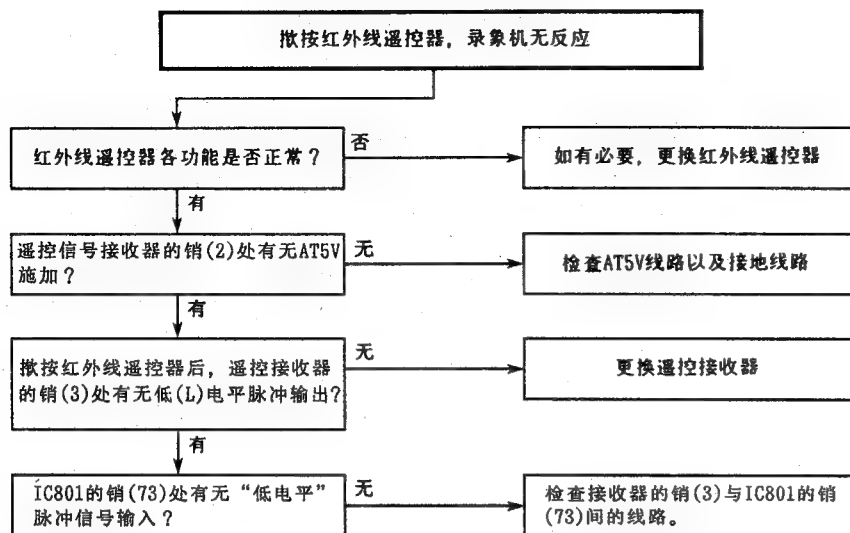 揿按红外线遥控器，录象机无反应
红外线遥控器各功能是否正常？
否
如有必要，更换红外线遥控器
有
遥控信号接收器的销(2)处有无AT5V
施加？
无
检查AT5V线路以及接地线路
有
揿按红外线遥控器后，遥控接收器
的销(3)处有无低(L)电平脉冲输出？
无
更换遥控接收器
有
IC801的销(73)处有无“低电平”
脉冲信号输入？
无
检查接收器的销(3)与IC801的销
(73)间的线路。